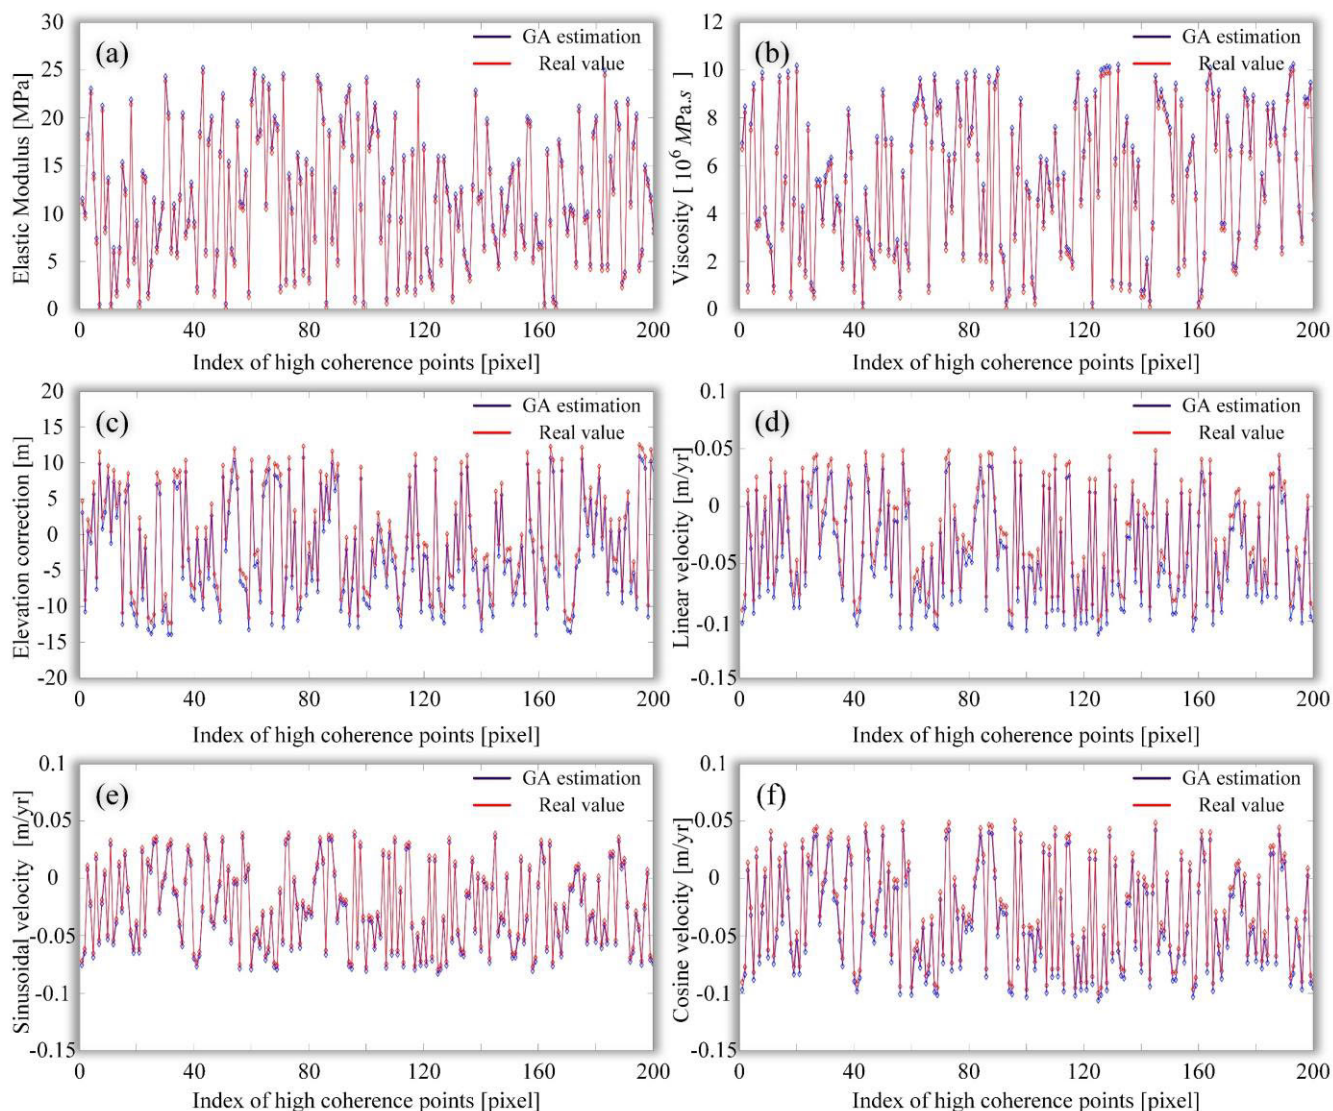 (a)
GA estimation
Real value
Elastic Modulus [MPa]
30
25
20
15
10
5
0
0 40 80 120 160 200
Index of high coherence points [pixel]
(b)
GA estimation
Real value
Viscosity [ 10^6 MPa.s ]
12
10
8
6
4
2
0
0 40 80 120 160 200
Index of high coherence points [pixel]
(c)
GA estimation
Real value
Elevation correction [m]
20
15
10
5
0
-5
-10
-15
-20
0 40 80 120 160 200
Index of high coherence points [pixel]
(d)
GA estimation
Real value
Linear velocity [m/yr]
0.1
0.05
0
-0.05
-0.1
-0.15
0 40 80 120 160 200
Index of high coherence points [pixel]
(e)
GA estimation
Real value
Sinusoidal velocity [m/yr]
0.1
0.05
0
-0.05
-0.1
-0.15
0 40 80 120 160 200
Index of high coherence points [pixel]
(f)
GA estimation
Real value
Cosine velocity [m/yr]
0.1
0.05
0
-0.05
-0.1
-0.15
0 40 80 120 160 200
Index of high coherence points [pixel]